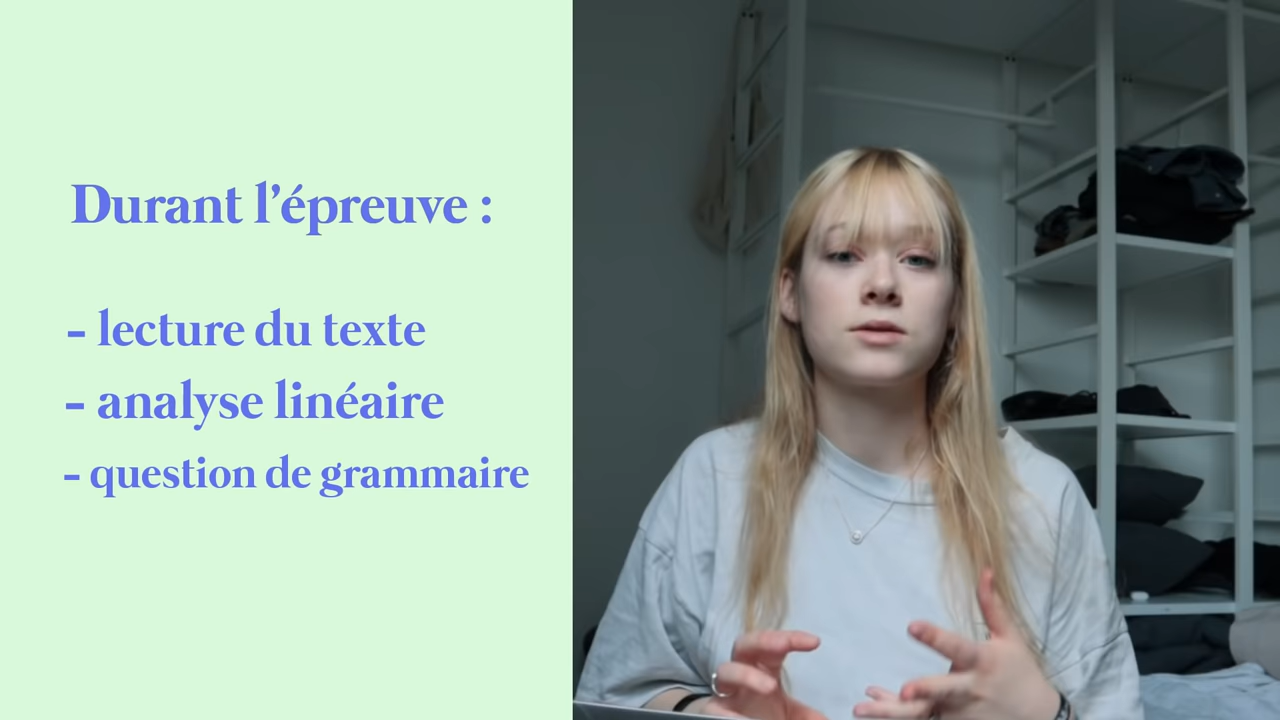 Durant l'épreuve :
- lecture du texte
- analyse linéaire
- question de grammaire